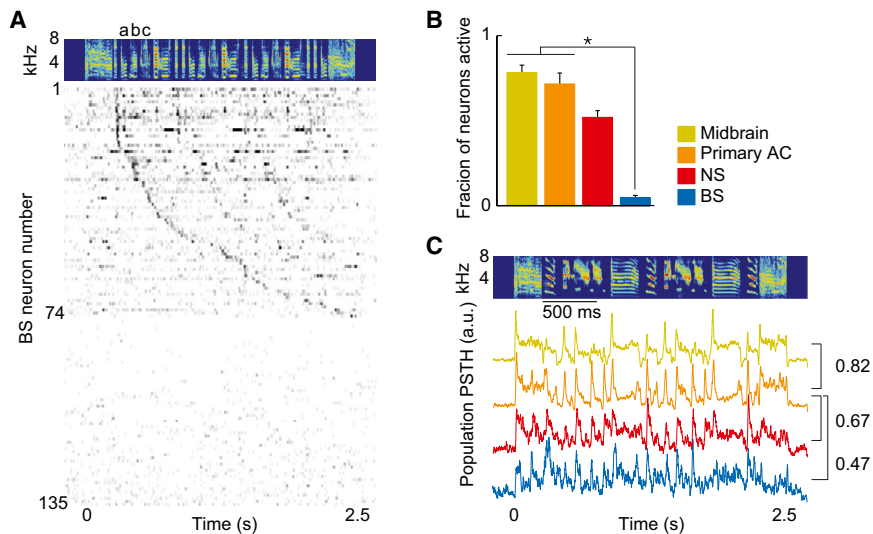 A
abc
8
4
kHz
1
74
135
BS neuron number
0
2.5
Time (s)
B
1
0
Fracion of neurons active
*
Midbrain
Primary AC
NS
BS
C
8
4
kHz
500 ms
Population PSTH (a.u.)
0.82
0.67
0.47
0
2.5
Time (s)